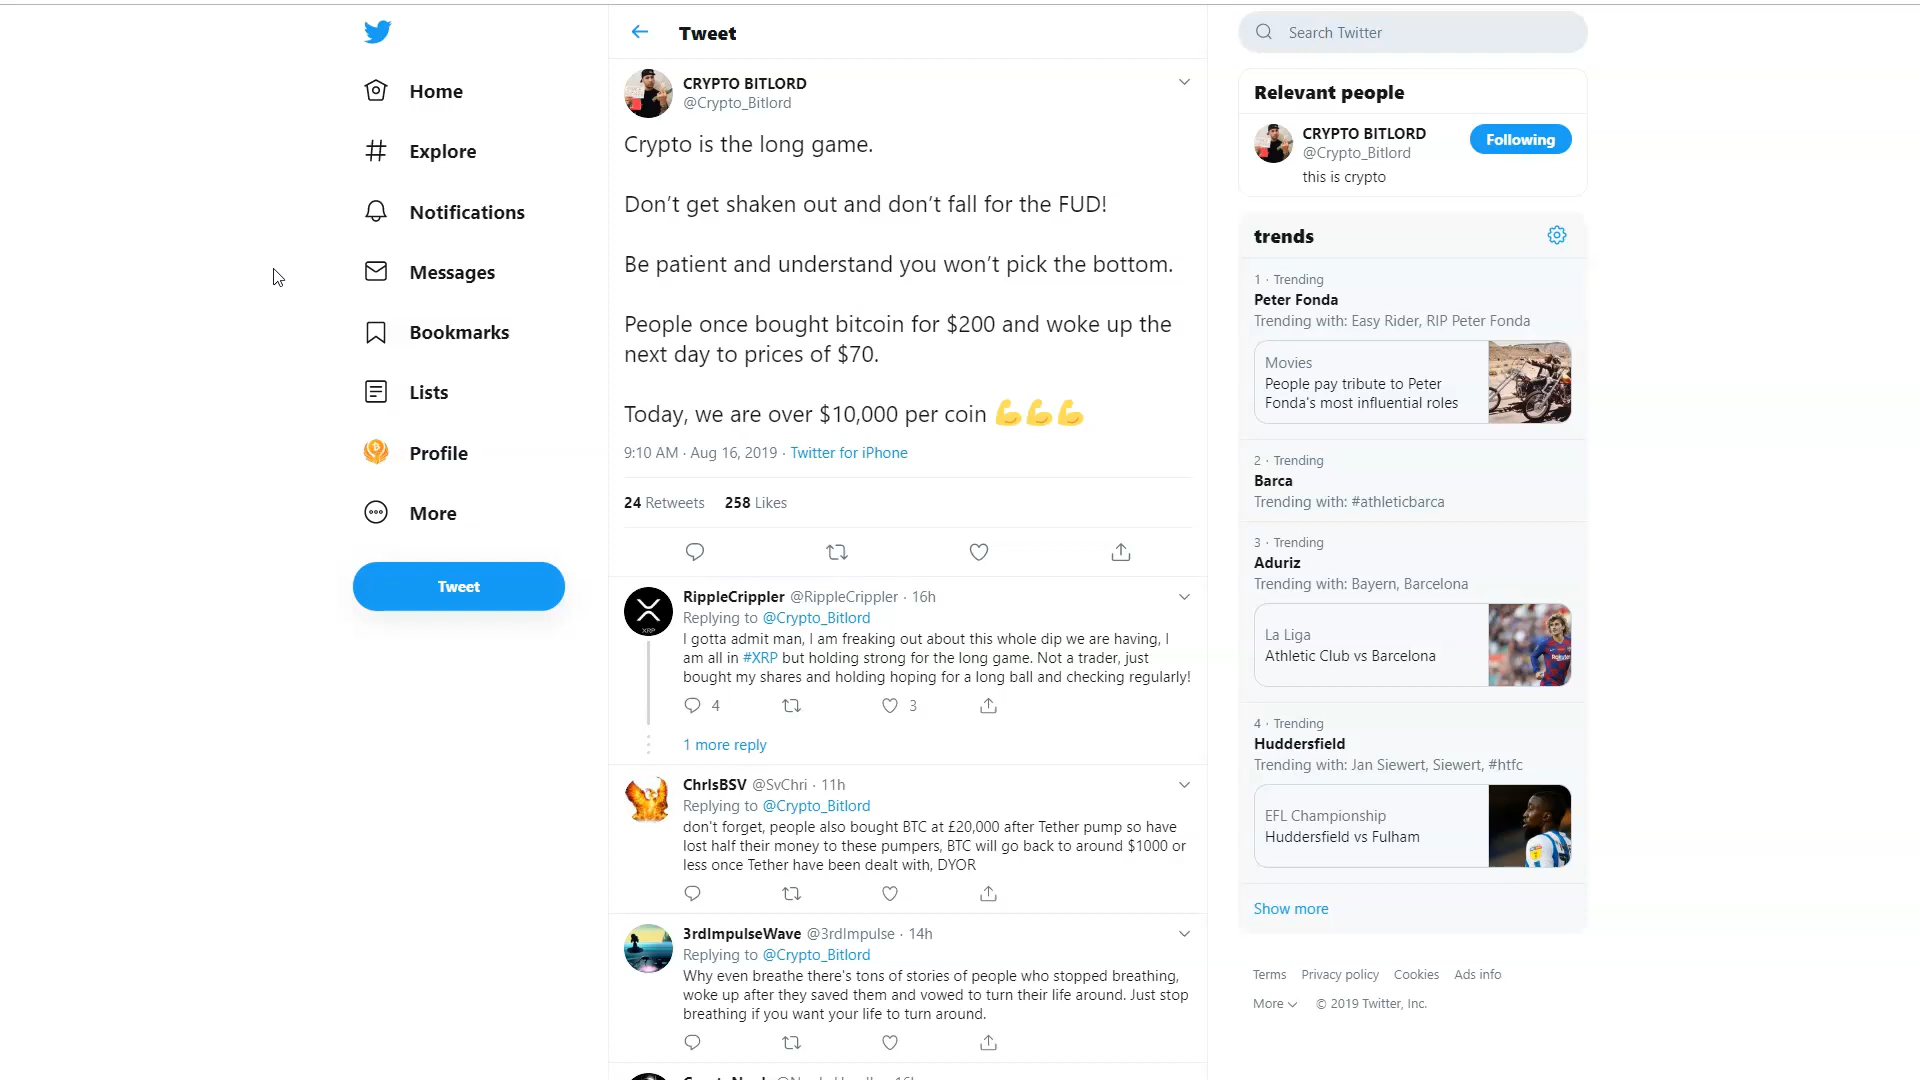 Home
Explore
Notifications
Messages
Bookmarks
Lists
Profile
More
Tweet
Tweet
CRYPTO BITLORD
@Crypto_Bitlord
Crypto is the long game.
Don’t get shaken out and don’t fall for the FUD!
Be patient and understand you won’t pick the bottom.
People once bought bitcoin for $200 and woke up the
next day to prices of $70.
Today, we are over $10,000 per coin 💪💪💪
9:10 AM · Aug 16, 2019 · Twitter for iPhone
24 Retweets 258 Likes
RippleCrippler @RippleCrippler · 16h
Replying to @Crypto_Bitlord
I gotta admit man, I am freaking out about this whole dip we are having, I
am all in #XRP but holding strong for the long game. Not a trader, just
bought my shares and holding hoping for a long ball and checking regularly!
4 3
XRP
1 more reply
ChrIsBSV @SvChri · 11h
Replying to @Crypto_Bitlord
don't forget, people also bought BTC at £20,000 after Tether pump so have
lost half their money to these pumpers, BTC will go back to around $1000 or
less once Tether have been dealt with, DYOR
3rdImpulseWave @3rdImpulse · 14h
Replying to @Crypto_Bitlord
Why even breathe there's tons of stories of people who stopped breathing,
woke up after they saved them and vowed to turn their life around. Just stop
breathing if you want your life to turn around.
Search Twitter
Relevant people
CRYPTO BITLORD
@Crypto_Bitlord
Following
this is crypto
trends
1 · Trending
Peter Fonda
Trending with: Easy Rider, RIP Peter Fonda
Movies
People pay tribute to Peter
Fonda's most influential roles
2 · Trending
Barca
Trending with: #athleticbarca
3 · Trending
Aduriz
Trending with: Bayern, Barcelona
La Liga
Athletic Club vs Barcelona
4 · Trending
Huddersfield
Trending with: Jan Siewert, Siewert, #htfc
EFL Championship
Huddersfield vs Fulham
Show more
Terms Privacy policy Cookies Ads info
More © 2019 Twitter, Inc.